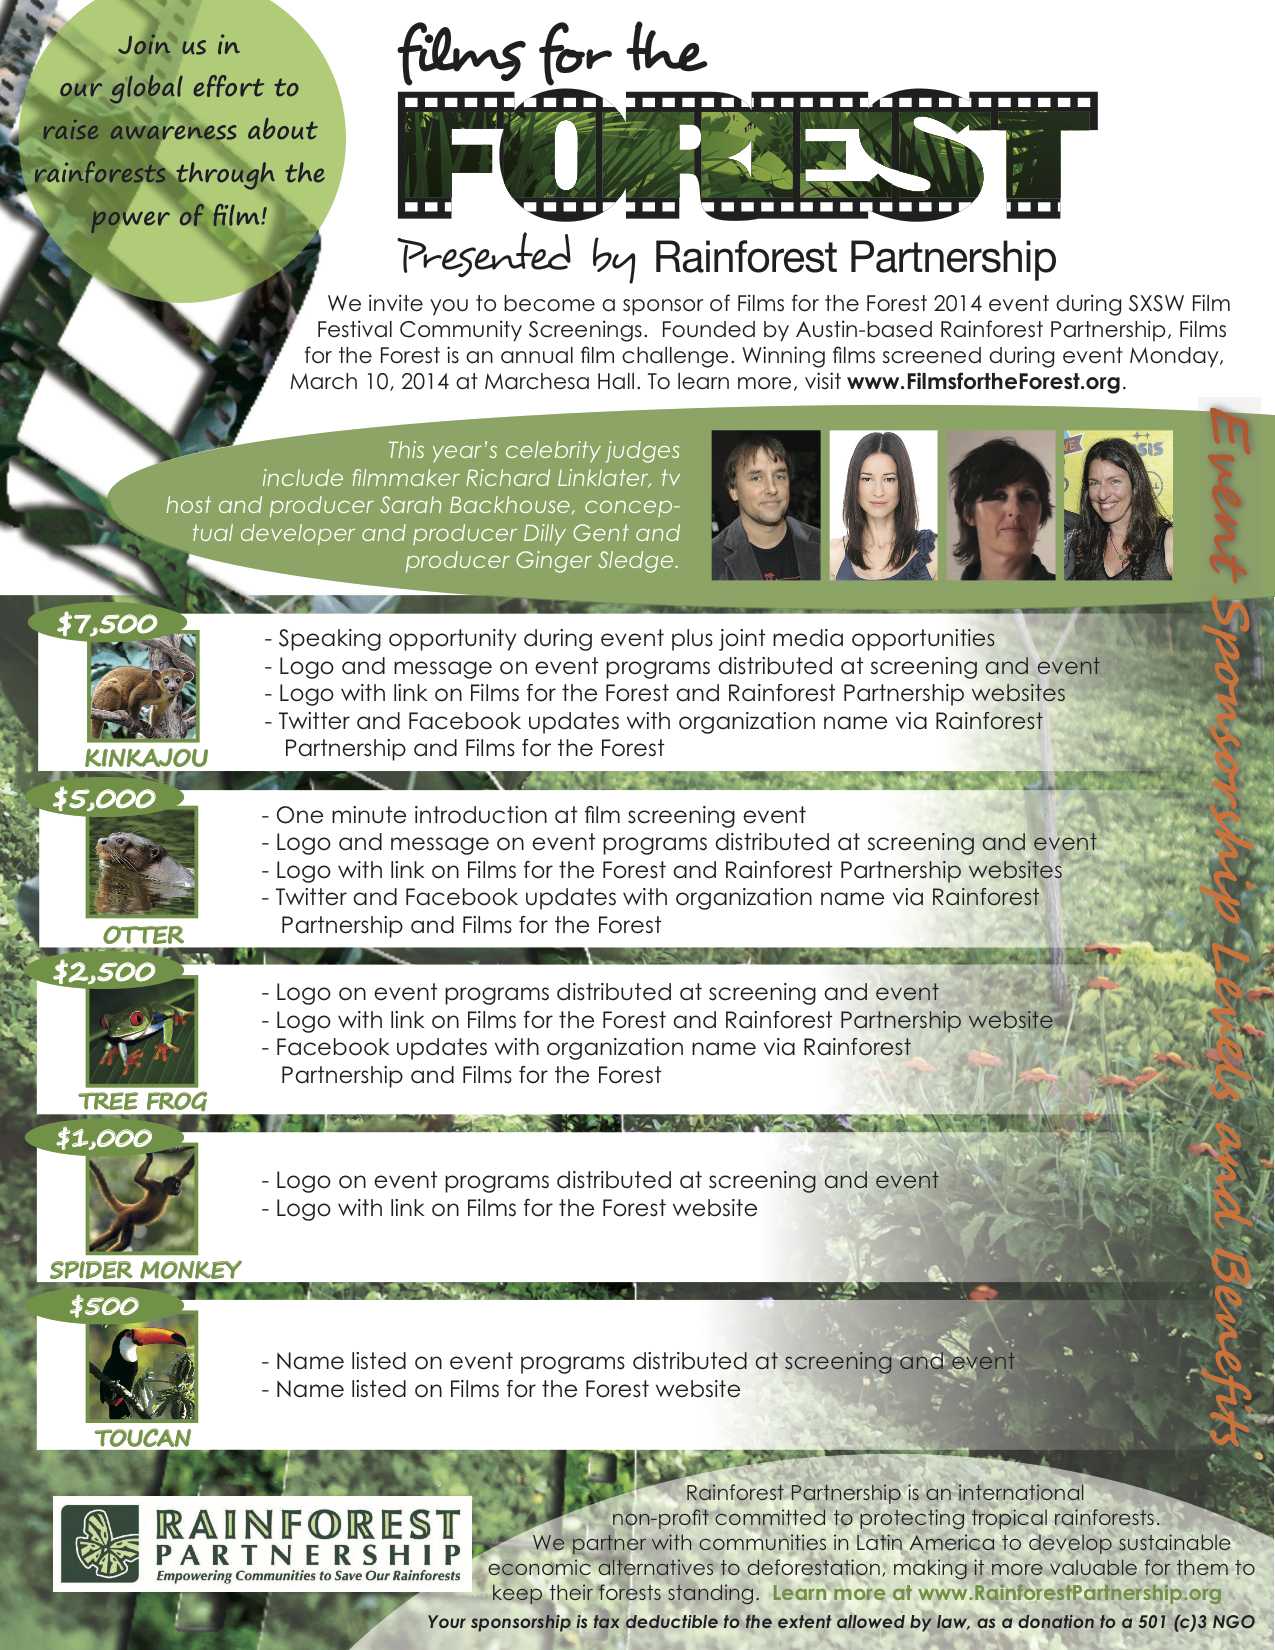 Join us in
our global effort to
raise awareness about
rainforests through the
power of film!
films for the
FOREST
Presented by Rainforest Partnership
We invite you to become a sponsor of Films for the Forest 2014 event during SXSW Film
Festival Community Screenings.  Founded by Austin-based Rainforest Partnership, Films
for the Forest is an annual film challenge. Winning films screened during event Monday,
March 10, 2014 at Marchesa Hall. To learn more, visit www.FilmsfortheForest.org.
This year's celebrity judges
include filmmaker Richard Linklater, tv
host and producer Sarah Backhouse, concep-
tual developer and producer Dilly Gent and
producer Ginger Sledge.
Event Sponsorship Levels and Benefits
$7,500
KINKAJOU
- Speaking opportunity during event plus joint media opportunities
- Logo and message on event programs distributed at screening and event
- Logo with link on Films for the Forest and Rainforest Partnership websites
- Twitter and Facebook updates with organization name via Rainforest
Partnership and Films for the Forest
$5,000
OTTER
- One minute introduction at film screening event
- Logo and message on event programs distributed at screening and event
- Logo with link on Films for the Forest and Rainforest Partnership websites
- Twitter and Facebook updates with organization name via Rainforest
Partnership and Films for the Forest
$2,500
TREE FROG
- Logo on event programs distributed at screening and event
- Logo with link on Films for the Forest and Rainforest Partnership website
- Facebook updates with organization name via Rainforest
Partnership and Films for the Forest
$1,000
SPIDER MONKEY
- Logo on event programs distributed at screening and event
- Logo with link on Films for the Forest website
$500
TOUCAN
- Name listed on event programs distributed at screening and event
- Name listed on Films for the Forest website
RAINFOREST
PARTNERSHIP
Empowering Communities to Save Our Rainforests
Rainforest Partnership is an international
non-profit committed to protecting tropical rainforests.
We partner with communities in Latin America to develop sustainable
economic alternatives to deforestation, making it more valuable for them to
keep their forests standing.  Learn more at www.RainforestPartnership.org
Your sponsorship is tax deductible to the extent allowed by law, as a donation to a 501 (c)3 NGO